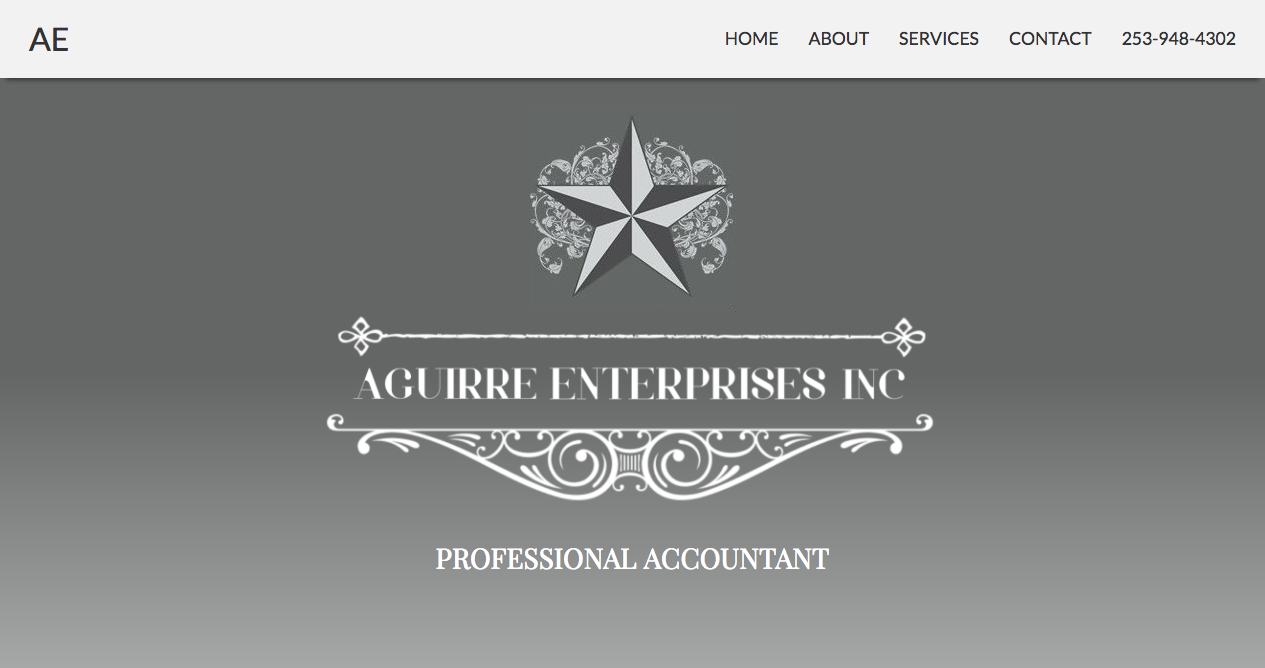 AE
HOME ABOUT SERVICES CONTACT 253-948-4302
AGUIRRE ENTERPRISES INC
PROFESSIONAL ACCOUNTANT